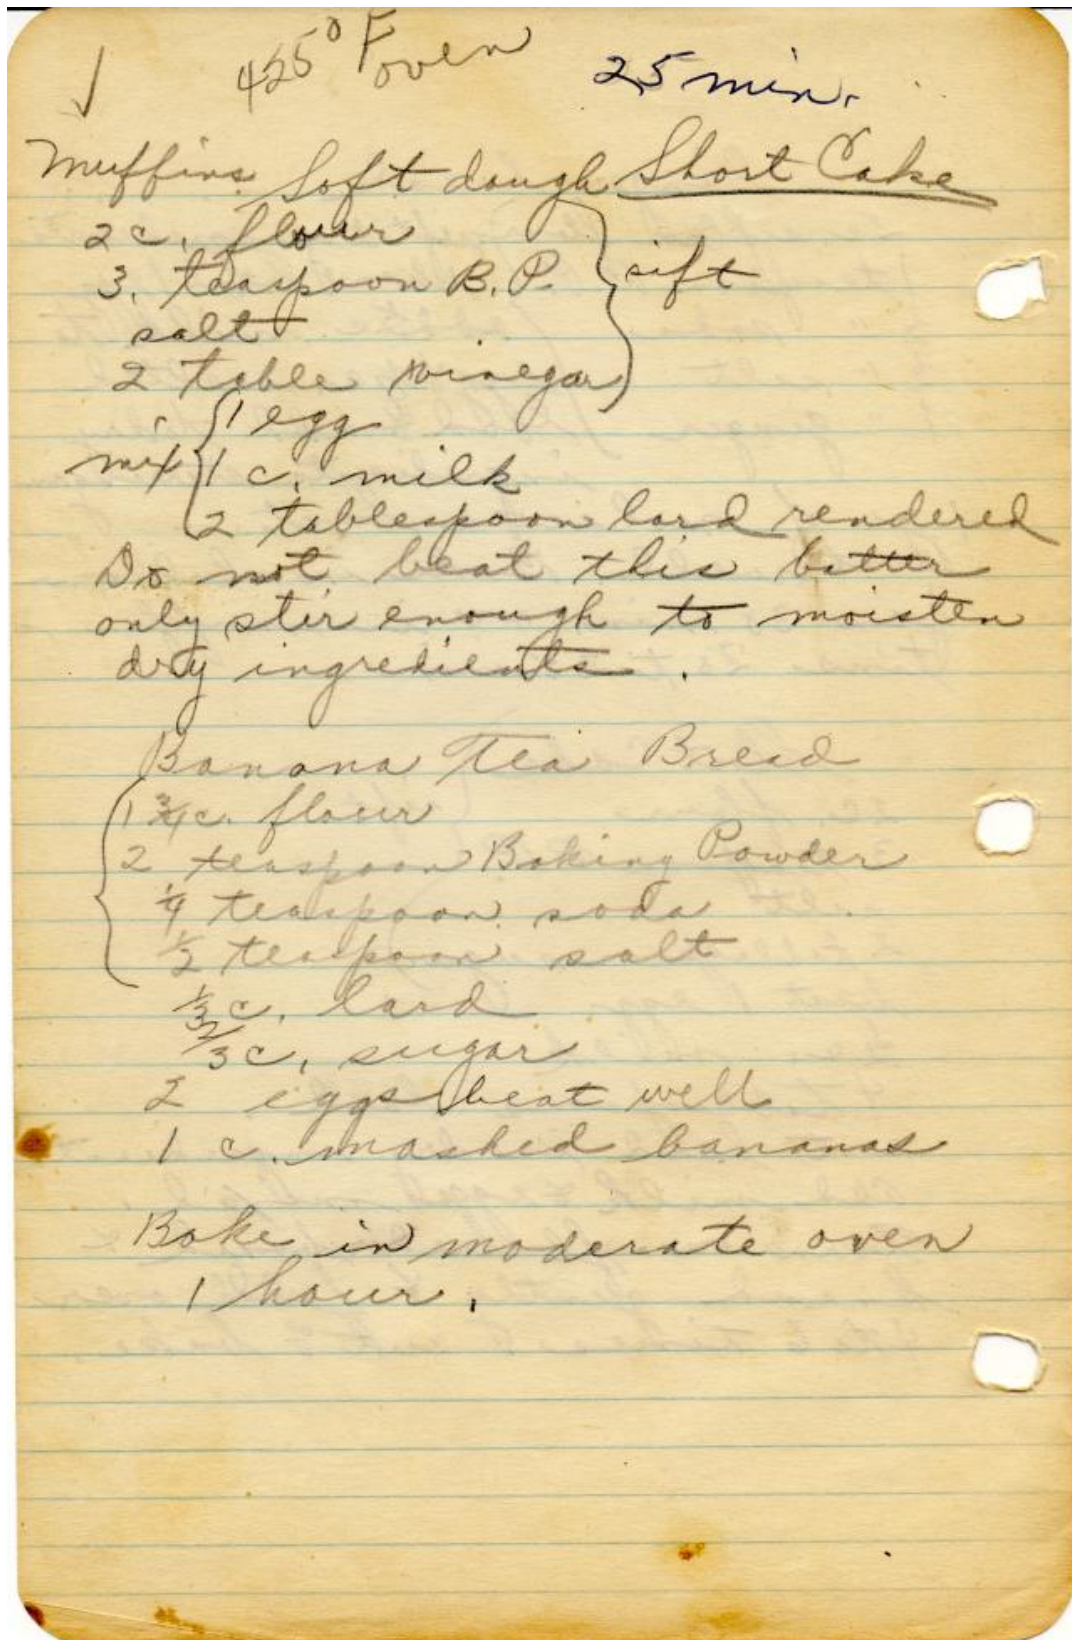 425° F oven 25 min.
Muffins Soft dough Short Cake
2 c. flour
3. teaspoon B. P. sift
salt
2 table vinegar
1 egg
mix 1 c. milk
2 tablespoon lard rendered
Do not beat this batter
only stir enough to moisten
dry ingredients.
Banana Tea Bread
1 3/4 c. flour
2 teaspoon Baking Powder
1/4 teaspoon soda
1/2 teaspoon salt
1/3 c. lard
2/3 c. sugar
2 eggs beat well
1 c. mashed bananas
Bake in moderate oven
1 hour.